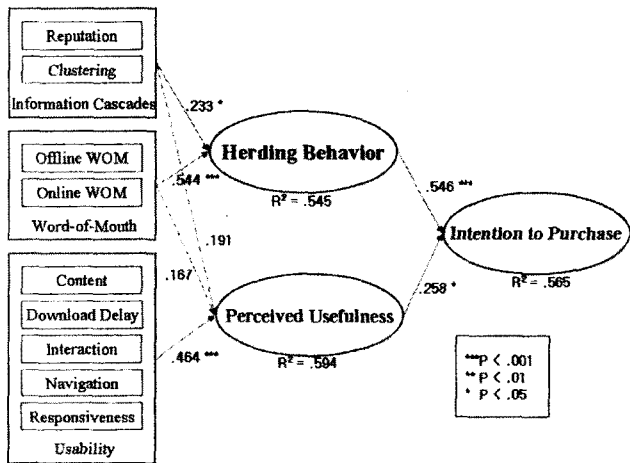 Reputation
Clustering
Information Cascades
Offline WOM
Online WOM
Word-of-Mouth
Content
Download Delay
Interaction
Navigation
Responsiveness
Usability
.233 *
.544 ***
.191
.167
.464 ***
Herding Behavior
R² = .545
Perceived Usefulness
R² = .594
.546 ***
.258 *
Intention to Purchase
R² = .565
***P < .001
** P < .01
* P < .05